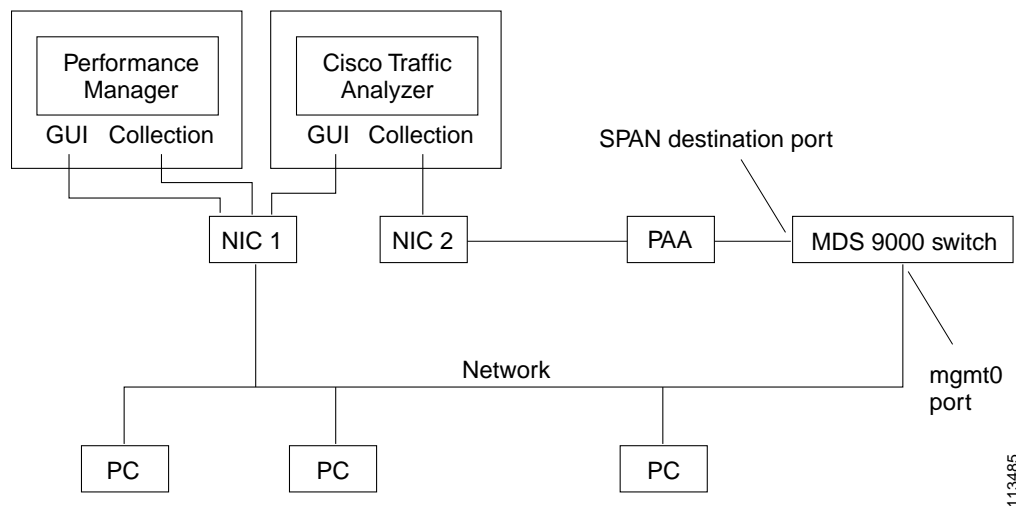 Performance
Manager
GUI Collection
Cisco Traffic
Analyzer
GUI Collection
SPAN destination port
NIC 1
NIC 2
PAA
MDS 9000 switch
Network
mgmt0
port
PC
PC
PC
113485